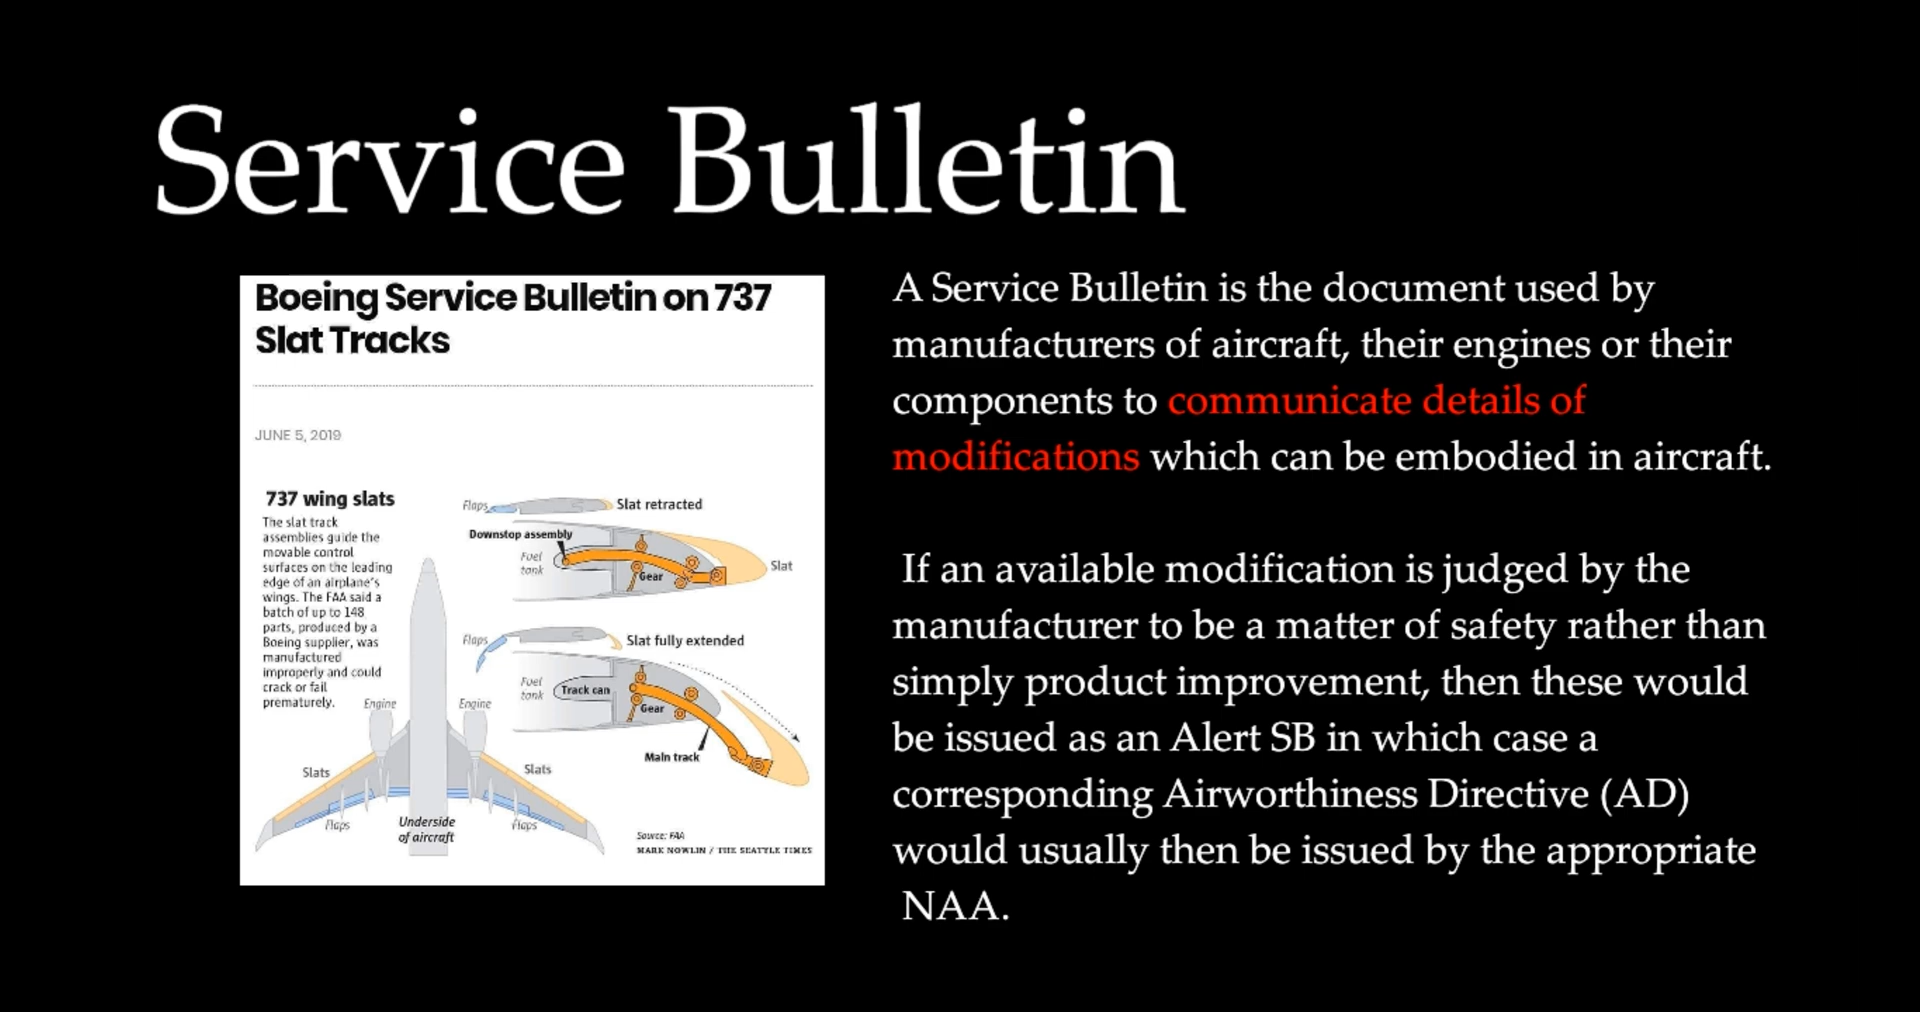 Service Bulletin
Boeing Service Bulletin on 737
Slat Tracks
JUNE 5, 2019
737 wing slats
The slat track
assemblies guide the
movable control
surfaces on the leading
edge of an airplane's
wings. The FAA said a
batch of up to 148
parts, produced by a
Boeing supplier, was
manufactured
improperly and could
crack or fail
prematurely.
Flaps
Slat retracted
Downstop assembly
Fuel
tank
Gear
Slat
Flaps
Slat fully extended
Fuel
tank
Track can
Gear
Main track
Engine
Engine
Slats
Slats
Flaps
Flaps
Underside
of aircraft
Source: FAA
MARK NOWLIN / THE SEATTLE TIMES
A Service Bulletin is the document used by
manufacturers of aircraft, their engines or their
components to communicate details of
modifications which can be embodied in aircraft.
If an available modification is judged by the
manufacturer to be a matter of safety rather than
simply product improvement, then these would
be issued as an Alert SB in which case a
corresponding Airworthiness Directive (AD)
would usually then be issued by the appropriate
NAA.